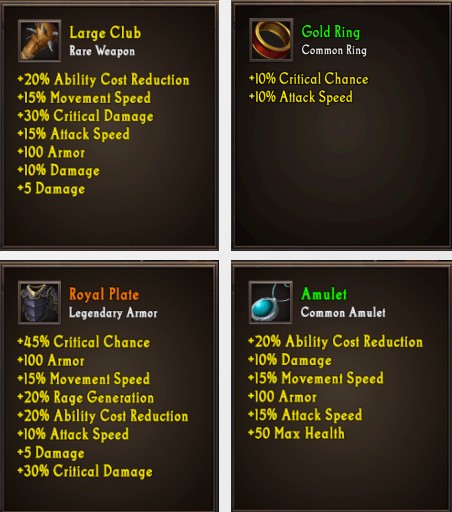 Large Club
Rare Weapon
+20% Ability Cost Reduction
+15% Movement Speed
+30% Critical Damage
+15% Attack Speed
+100 Armor
+10% Damage
+5 Damage
Gold Ring
Common Ring
+10% Critical Chance
+10% Attack Speed
Royal Plate
Legendary Armor
+45% Critical Chance
+100 Armor
+15% Movement Speed
+20% Rage Generation
+20% Ability Cost Reduction
+10% Attack Speed
+5 Damage
+30% Critical Damage
Amulet
Common Amulet
+20% Ability Cost Reduction
+10% Damage
+15% Movement Speed
+100 Armor
+15% Attack Speed
+50 Max Health